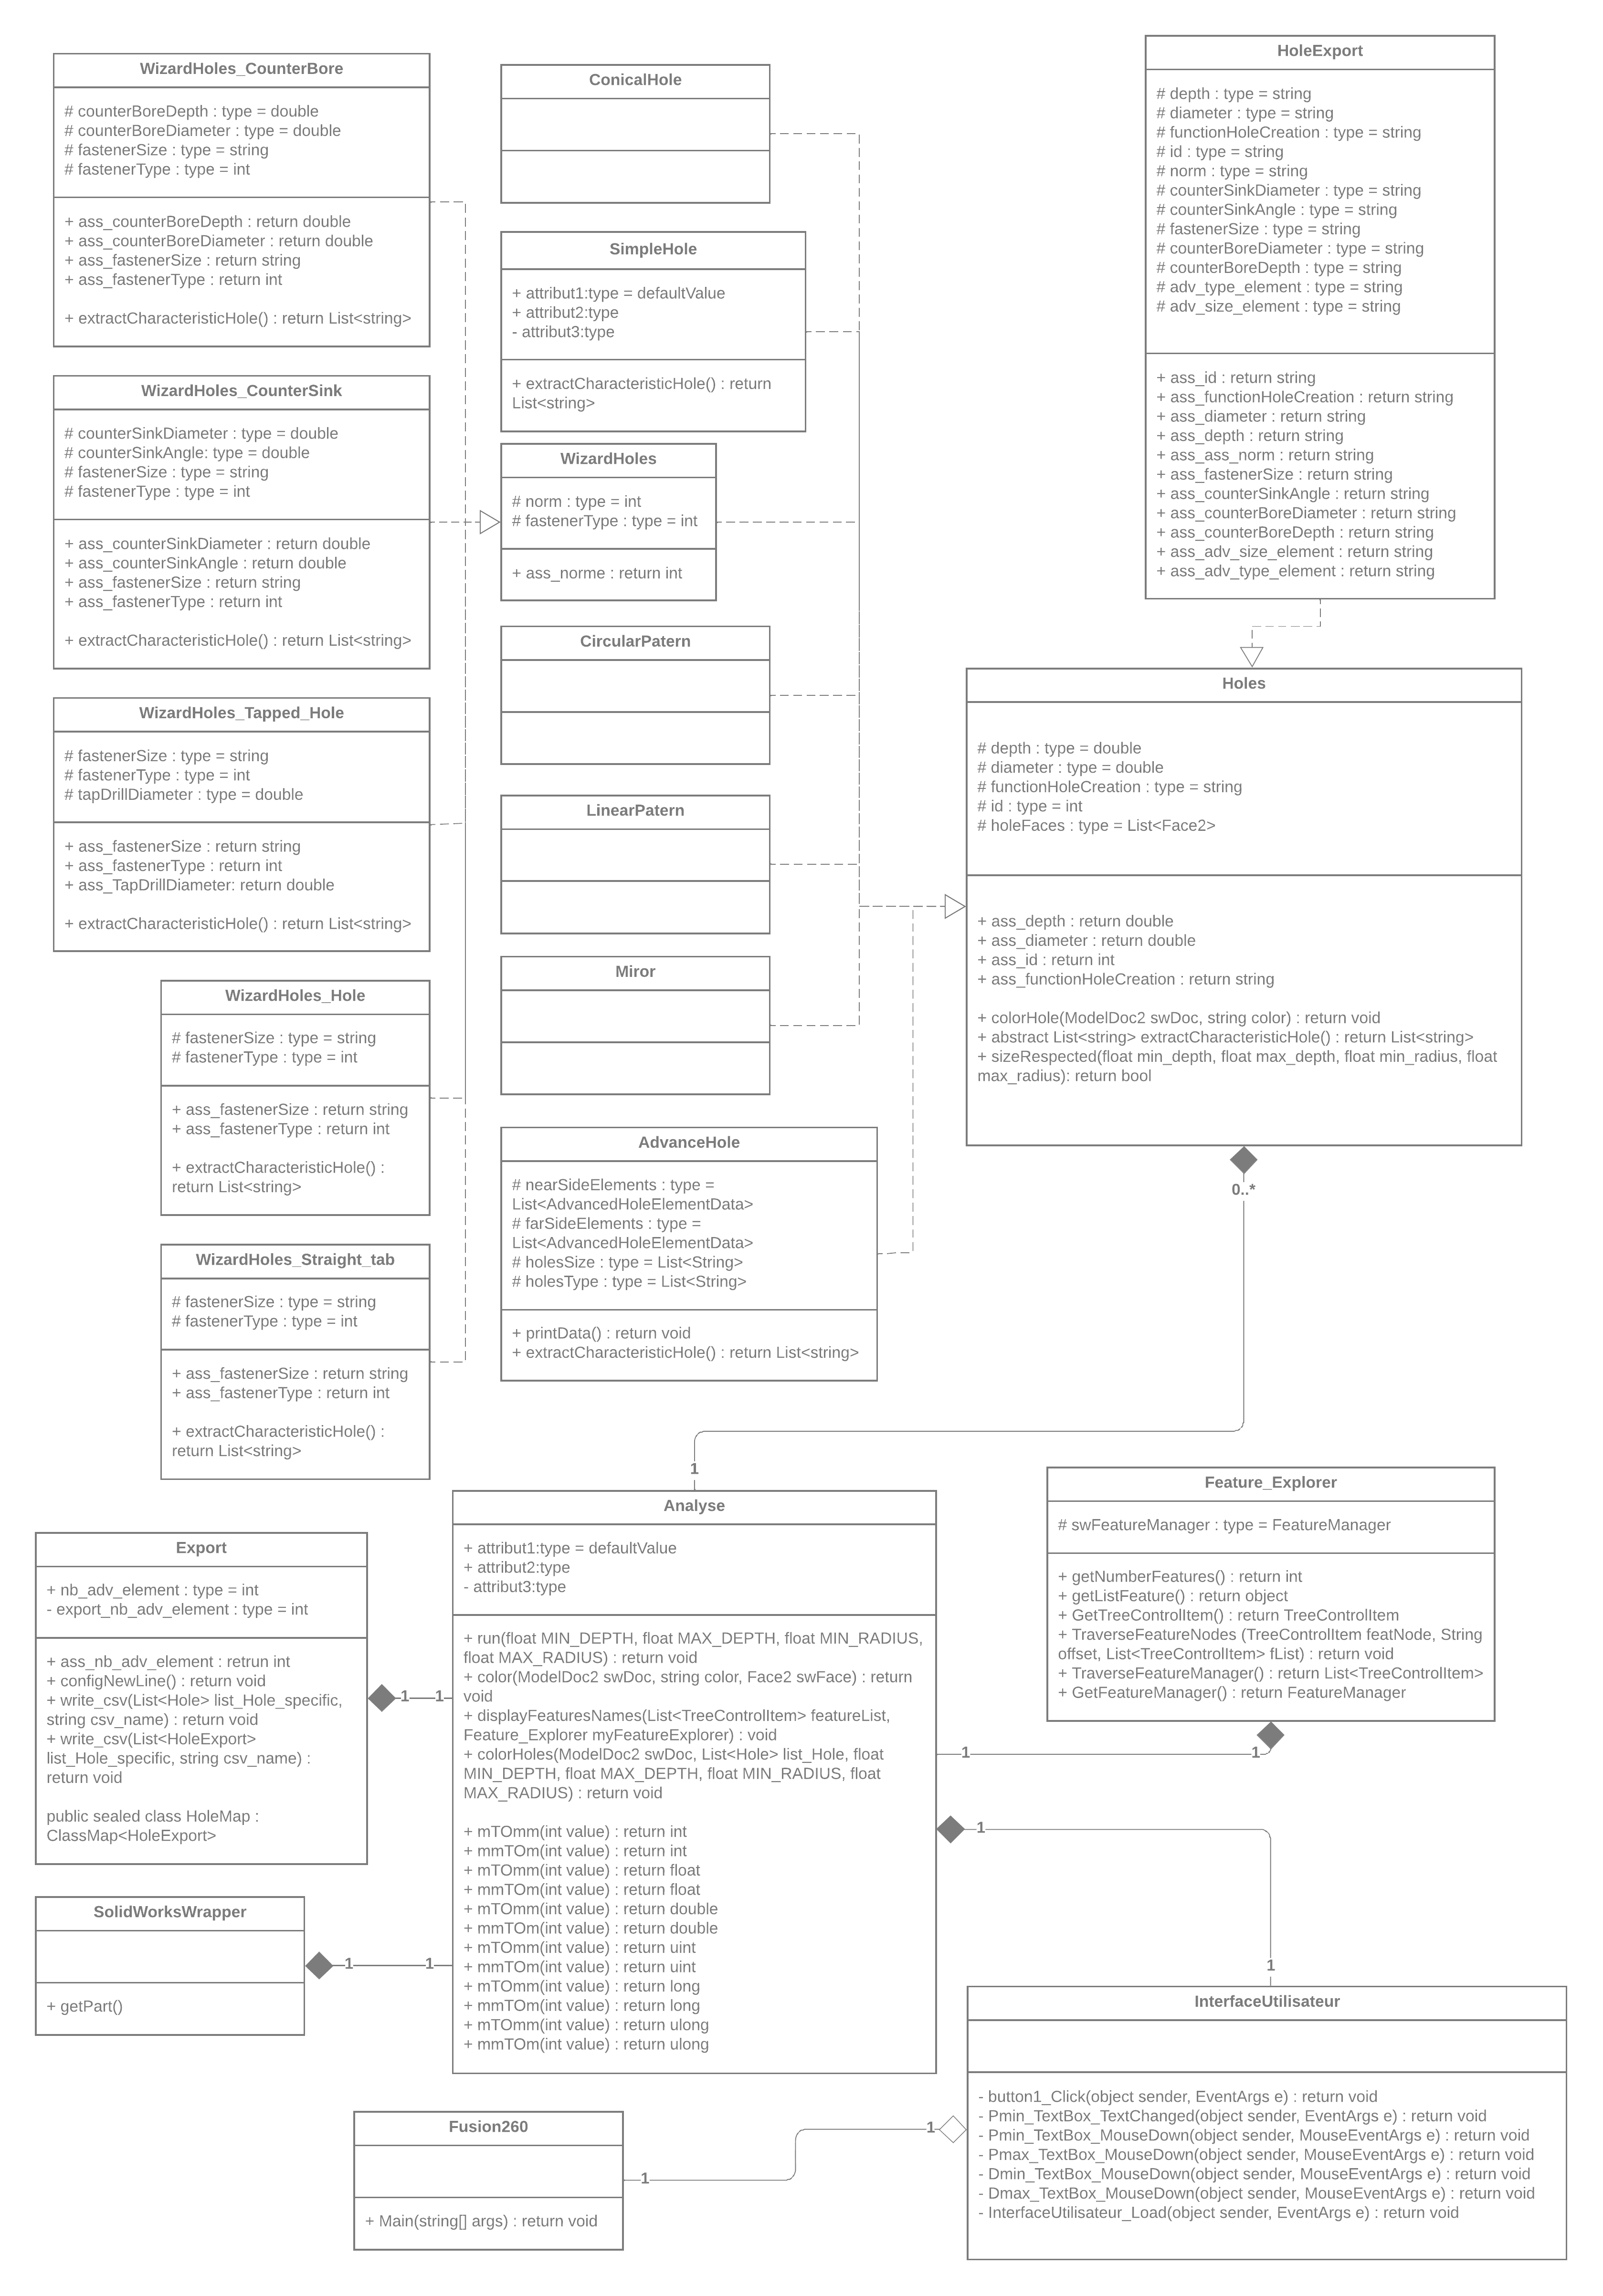 WizardHoles_CounterBore
# counterBoreDepth : type = double
# counterBoreDiameter : type = double
# fastenerSize : type = string
# fastenerType : type = int
+ ass_counterBoreDepth : return double
+ ass_counterBoreDiameter : return double
+ ass_fastenerSize : return string
+ ass_fastenerType : return int
+ extractCharacteristicHole() : return List<string>
WizardHoles_CounterSink
# counterSinkDiameter : type = double
# counterSinkAngle: type = double
# fastenerSize : type = string
# fastenerType : type = int
+ ass_counterSinkDiameter : return double
+ ass_counterSinkAngle : return double
+ ass_fastenerSize : return string
+ ass_fastenerType : return int
+ extractCharacteristicHole() : return List<string>
WizardHoles_Tapped_Hole
# fastenerSize : type = string
# fastenerType : type = int
# tapDrillDiameter : type = double
+ ass_fastenerSize : return string
+ ass_fastenerType : return int
+ ass_TapDrillDiameter: return double
+ extractCharacteristicHole() : return List<string>
WizardHoles_Hole
# fastenerSize : type = string
# fastenerType : type = int
+ ass_fastenerSize : return string
+ ass_fastenerType : return int
+ extractCharacteristicHole() :
return List<string>
WizardHoles_Straight_tab
# fastenerSize : type = string
# fastenerType : type = int
+ ass_fastenerSize : return string
+ ass_fastenerType : return int
+ extractCharacteristicHole() :
return List<string>
ConicalHole
SimpleHole
+ attribut1:type = defaultValue
+ attribut2:type
- attribut3:type
+ extractCharacteristicHole() : return
List<string>
WizardHoles
# norm : type = int
# fastenerType : type = int
+ ass_norme : return int
CircularPatern
LinearPatern
Miror
AdvanceHole
# nearSideElements : type =
List<AdvancedHoleElementData>
# farSideElements : type =
List<AdvancedHoleElementData>
# holesSize : type = List<String>
# holesType : type = List<String>
+ printData() : return void
+ extractCharacteristicHole() : return List<string>
HoleExport
# depth : type = string
# diameter : type = string
# functionHoleCreation : type = string
# id : type = string
# norm : type = string
# counterSinkDiameter : type = string
# counterSinkAngle : type = string
# fastenerSize : type = string
# counterBoreDiameter : type = string
# counterBoreDepth : type = string
# adv_type_element : type = string
# adv_size_element : type = string
+ ass_id : return string
+ ass_functionHoleCreation : return string
+ ass_diameter : return string
+ ass_depth : return string
+ ass_ass_norm : return string
+ ass_fastenerSize : return string
+ ass_counterSinkAngle : return string
+ ass_counterBoreDiameter : return string
+ ass_counterBoreDepth : return string
+ ass_adv_size_element : return string
+ ass_adv_type_element : return string
Holes
# depth : type = double
# diameter : type = double
# functionHoleCreation : type = string
# id : type = int
# holeFaces : type = List<Face2>
+ ass_depth : return double
+ ass_diameter : return double
+ ass_id : return int
+ ass_functionHoleCreation : return string
+ colorHole(ModelDoc2 swDoc, string color) : return void
+ abstract List<string> extractCharacteristicHole() : return List<string>
+ sizeRespected(float min_depth, float max_depth, float min_radius, float
max_radius): return bool
0..*
1
Export
+ nb_adv_element : type = int
- export_nb_adv_element : type = int
+ ass_nb_adv_element : retrun int
+ configNewLine() : return void
+ write_csv(List<Hole> list_Hole_specific,
string csv_name) : return void
+ write_csv(List<HoleExport>
list_Hole_specific, string csv_name) :
return void
public sealed class HoleMap :
ClassMap<HoleExport>
1
1
SolidWorksWrapper
+ getPart()
1
1
Analyse
+ attribut1:type = defaultValue
+ attribut2:type
- attribut3:type
+ run(float MIN_DEPTH, float MAX_DEPTH, float MIN_RADIUS,
float MAX_RADIUS) : return void
+ color(ModelDoc2 swDoc, string color, Face2 swFace) : return
void
+ displayFeaturesNames(List<TreeControlItem> featureList,
Feature_Explorer myFeatureExplorer) : void
+ colorHoles(ModelDoc2 swDoc, List<Hole> list_Hole, float
MIN_DEPTH, float MAX_DEPTH, float MIN_RADIUS, float
MAX_RADIUS) : return void
+ mTOmm(int value) : return int
+ mmTOm(int value) : return int
+ mTOmm(int value) : return float
+ mmTOm(int value) : return float
+ mTOmm(int value) : return double
+ mmTOm(int value) : return double
+ mTOmm(int value) : return uint
+ mmTOm(int value) : return uint
+ mTOmm(int value) : return long
+ mmTOm(int value) : return long
+ mTOmm(int value) : return ulong
+ mmTOm(int value) : return ulong
Feature_Explorer
# swFeatureManager : type = FeatureManager
+ getNumberFeatures() : return int
+ getListFeature() : return object
+ GetTreeControlItem() : return TreeControlItem
+ TraverseFeatureNodes (TreeControlItem featNode, String
offset, List<TreeControlItem> fList) : return void
+ TraverseFeatureManager() : return List<TreeControlItem>
+ GetFeatureManager() : return FeatureManager
1
1
1
1
InterfaceUtilisateur
- button1_Click(object sender, EventArgs e) : return void
- Pmin_TextBox_TextChanged(object sender, EventArgs e) : return void
- Pmin_TextBox_MouseDown(object sender, MouseEventArgs e) : return void
- Pmax_TextBox_MouseDown(object sender, MouseEventArgs e) : return void
- Dmin_TextBox_MouseDown(object sender, MouseEventArgs e) : return void
- Dmax_TextBox_MouseDown(object sender, MouseEventArgs e) : return void
- InterfaceUtilisateur_Load(object sender, EventArgs e) : return void
1
1
Fusion260
+ Main(string[] args) : return void